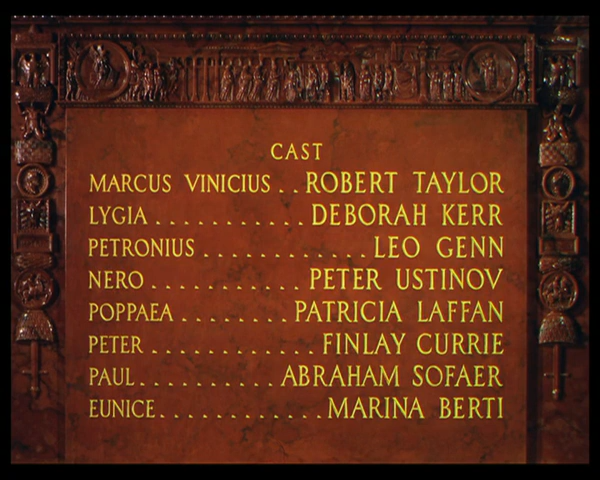 CAST
MARCUS VINICIUS . . ROBERT TAYLOR
LYGIA . . . . . . . . . . . DEBORAH KERR
PETRONIUS . . . . . . . . . . . . LEO GENN
NERO . . . . . . . . . . . PETER USTINOV
POPPAEA . . . . . . . . PATRICIA LAFFAN
PETER . . . . . . . . . . . . FINLAY CURRIE
PAUL . . . . . . . . . . ABRAHAM SOFAER
EUNICE . . . . . . . . . . . . MARINA BERTI